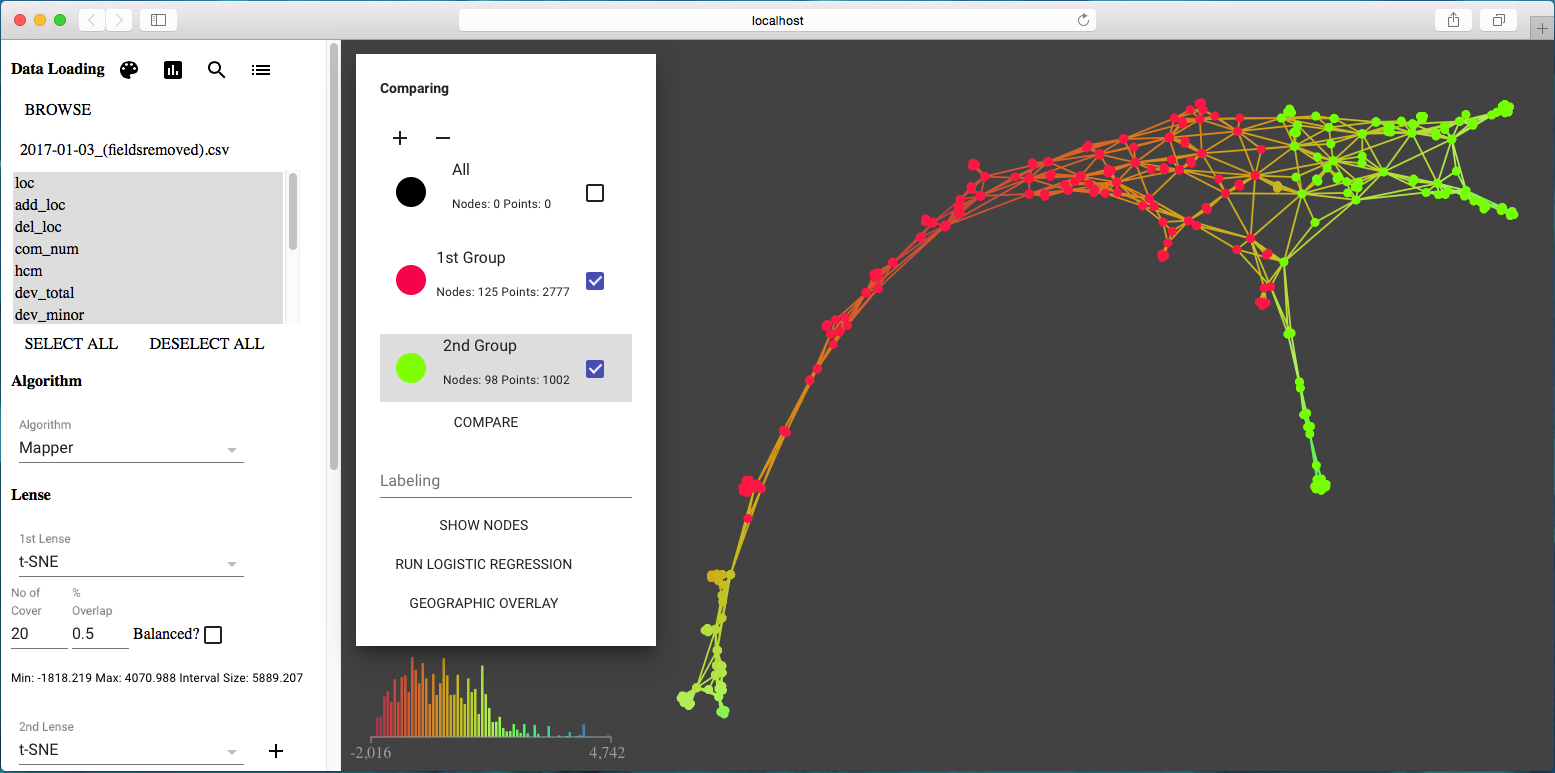 localhost
Data Loading
BROWSE
2017-01-03_(fieldsremoved).csv
loc
add_loc
del_loc
com_num
hcm
dev_total
dev_minor
SELECT ALL DESELECT ALL
Algorithm
Algorithm
Mapper
Lense
1st Lense
t-SNE
No of Cover % Overlap
20 0.5 Balanced?
Min: -1818.219 Max: 4070.988 Interval Size: 5889.207
2nd Lense
t-SNE
Comparing
All
Nodes: 0 Points: 0
1st Group
Nodes: 125 Points: 2777
2nd Group
Nodes: 98 Points: 1002
COMPARE
Labeling
SHOW NODES
RUN LOGISTIC REGRESSION
GEOGRAPHIC OVERLAY
-2,016 4,742